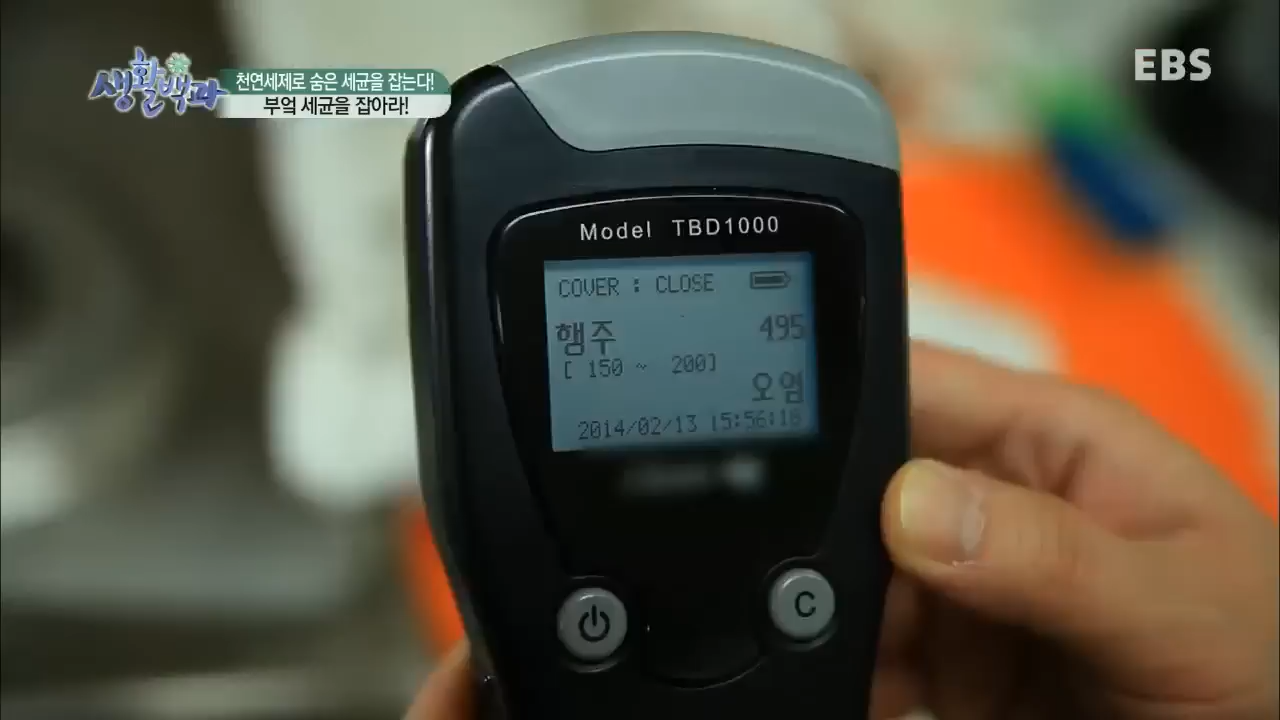 생활백과
천연세제로 숨은 세균을 잡는다!
부엌 세균을 잡아라!
EBS
Model TBD1000
COVER : CLOSE
행주 495
[ 150 ~ 200]
오염
2014/02/13 15:56:18
C